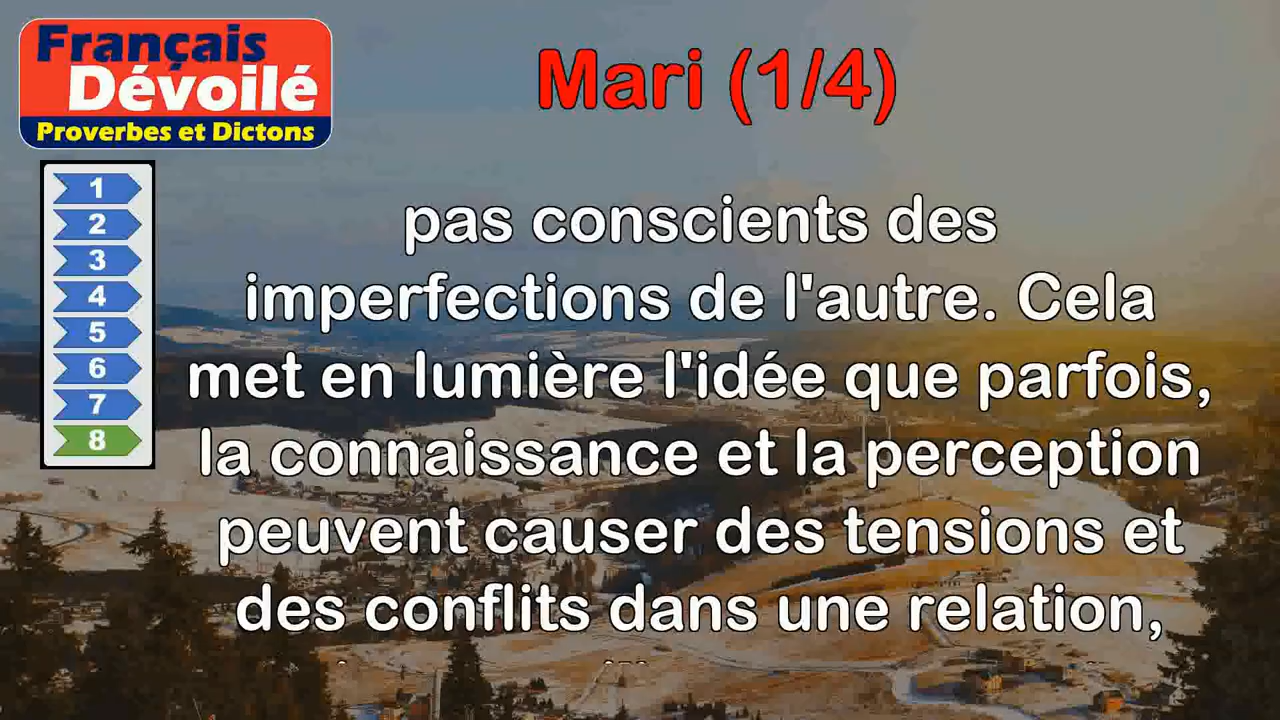 Français
Dévoilé
Proverbes et Dictons
Mari (1/4)
1
2
3
4
5
6
7
8
pas conscients des
imperfections de l'autre. Cela
met en lumière l'idée que parfois,
la connaissance et la perception
peuvent causer des tensions et
des conflits dans une relation,